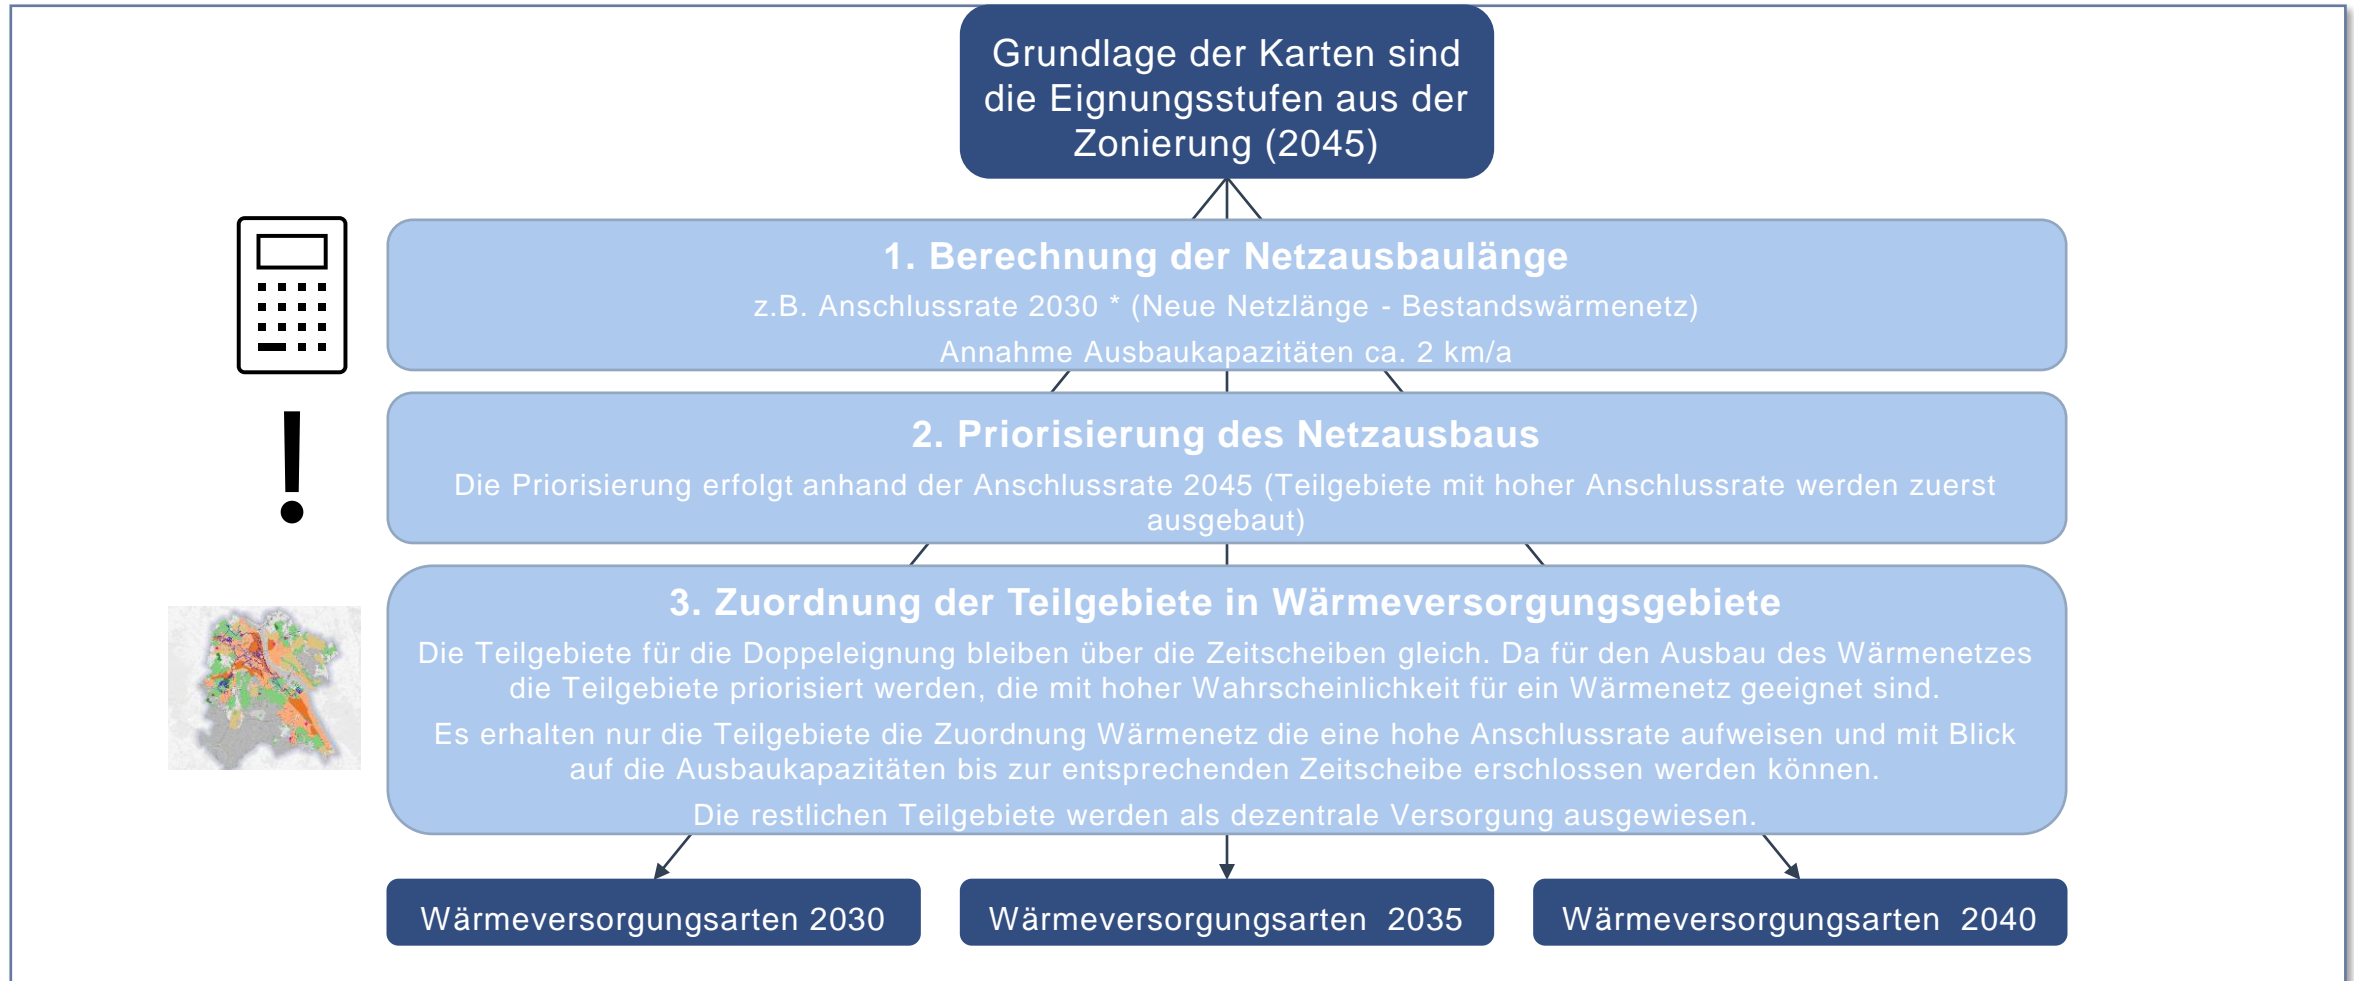 Grundlage der Karten sind
die Eignungsstufen aus der
Zonierung (2045)
1. Berechnung der Netzausbaulänge
z.B. Anschlussrate 2030 * (Neue Netzlänge - Bestandswärmenetz)
Annahme Ausbaukapazitäten ca. 2 km/a
2. Priorisierung des Netzausbaus
Die Priorisierung erfolgt anhand der Anschlussrate 2045 (Teilgebiete mit hoher Anschlussrate werden zuerst
ausgebaut)
3. Zuordnung der Teilgebiete in Wärmeversorgungsgebiete
Die Teilgebiete für die Doppeleignung bleiben über die Zeitscheiben gleich. Da für den Ausbau des Wärmenetzes
die Teilgebiete priorisiert werden, die mit hoher Wahrscheinlichkeit für ein Wärmenetz geeignet sind.
Es erhalten nur die Teilgebiete die Zuordnung Wärmenetz die eine hohe Anschlussrate aufweisen und mit Blick
auf die Ausbaukapazitäten bis zur entsprechenden Zeitscheibe erschlossen werden können.
Die restlichen Teilgebiete werden als dezentrale Versorgung ausgewiesen.
Wärmeversorgungsarten 2030
Wärmeversorgungsarten 2035
Wärmeversorgungsarten 2040